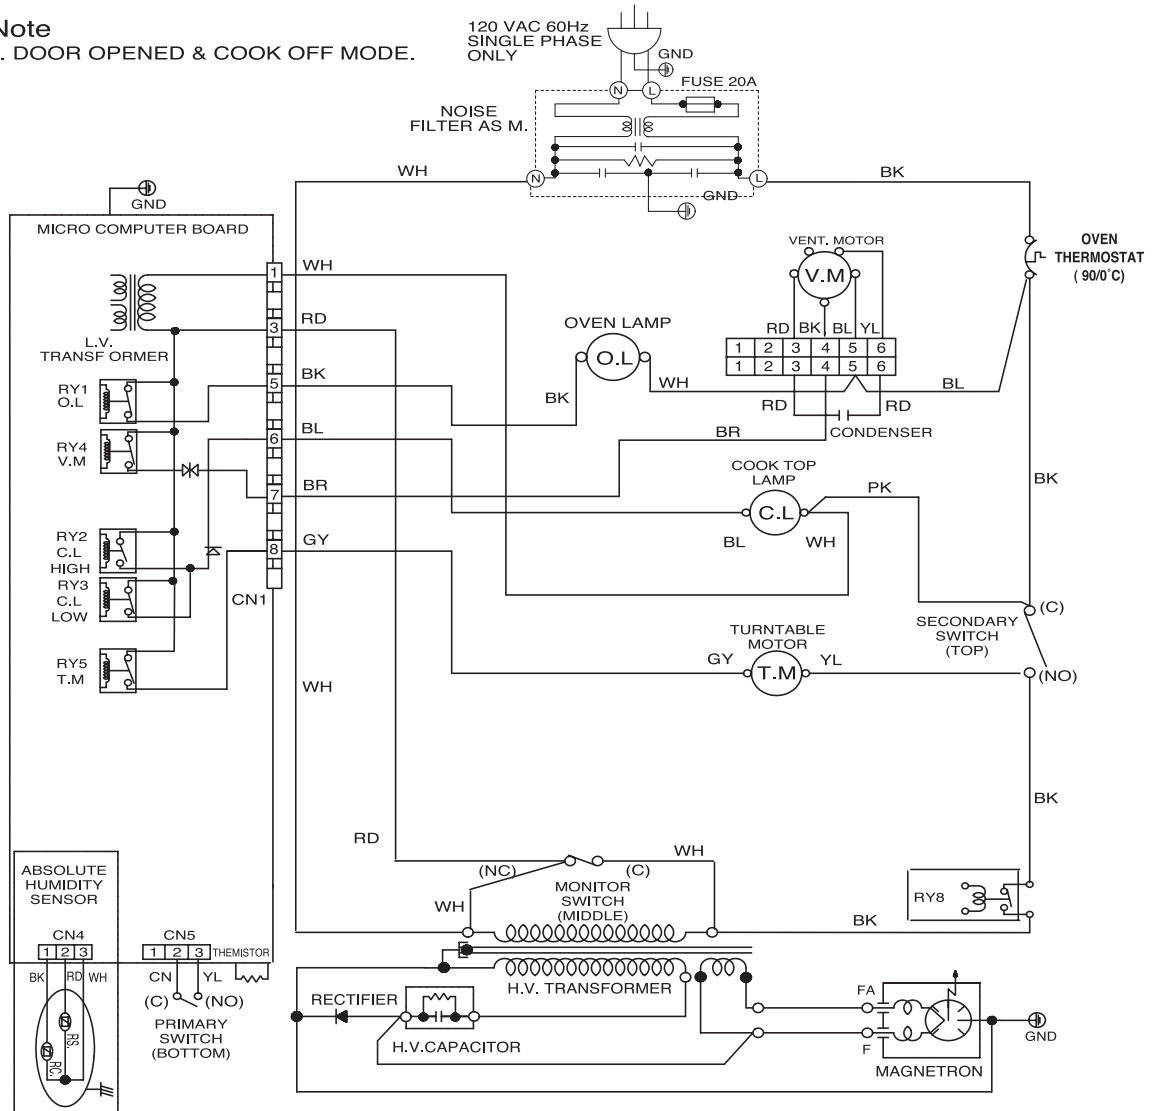 Note
. DOOR OPENED & COOK OFF MODE.
120 VAC 60Hz
SINGLE PHASE
ONLY
GND
N
L
FUSE 20A
NOISE
FILTER AS M.
WH
N
L
BK
GND
GND
MICRO COMPUTER BOARD
VENT. MOTOR
V.M
OVEN
THERMOSTAT
( 90/0°C)
1
WH
L.V.
TRANSF ORMER
3
RD
OVEN LAMP
O.L
RD BK BL YL
1 2 3 4 5 6
1 2 3 4 5 6
RY1
O.L
5
BK
BK
WH
BL
RD
RD
CONDENSER
RY4
V.M
6
BL
BR
7
BR
COOK TOP
LAMP
C.L
PK
BK
BL
WH
RY2
C.L
HIGH
8
GY
RY3
C.L
LOW
CN1
(C)
SECONDARY
SWITCH
(TOP)
(NO)
TURNTABLE
MOTOR
GY
T.M
YL
RY5
T.M
WH
BK
RD
(NC)
(C)
WH
MONITOR
SWITCH
(MIDDLE)
WH
BK
RY8
ABSOLUTE
HUMIDITY
SENSOR
CN4
1 2 3
BK
RD
WH
RS.
RC.
CN5
1 2 3
THEMISTOR
CN
YL
(C)
(NO)
PRIMARY
SWITCH
(BOTTOM)
H.V. TRANSFORMER
RECTIFIER
H.V.CAPACITOR
FA
F
MAGNETRON
GND